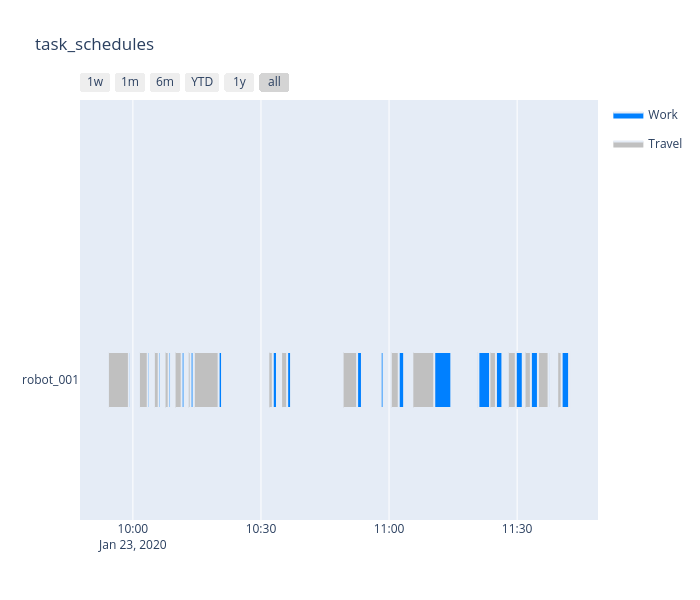 task_schedules
1w 1m 6m YTD 1y all
Work
Travel
robot_001
10:00 10:30 11:00 11:30
Jan 23, 2020